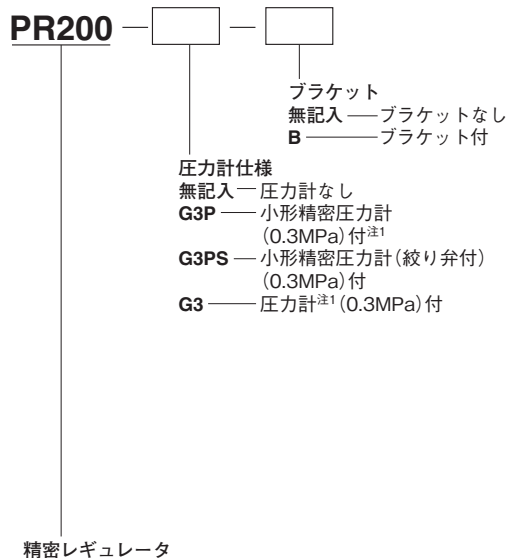 PR200
ブラケット
無記入 ブラケットなし
B ブラケット付
圧力計仕様
無記入 圧力計なし
G3P 小形精密圧力計
(0.3MPa)付注1
G3PS 小形精密圧力計(絞り弁付)
(0.3MPa)付
G3 圧力計注1(0.3MPa)付
精密レギュレータ